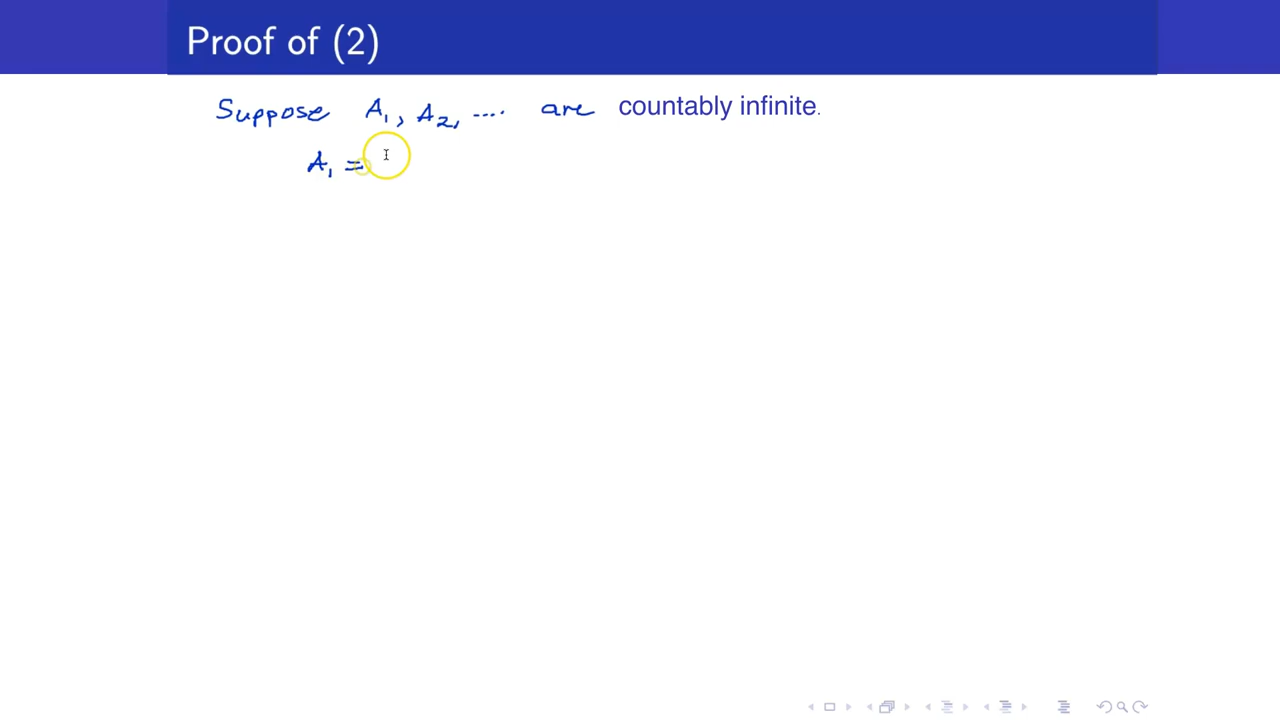 Proof of (2)
Suppose A₁, A₂, .... are countably infinite.
A₁ =